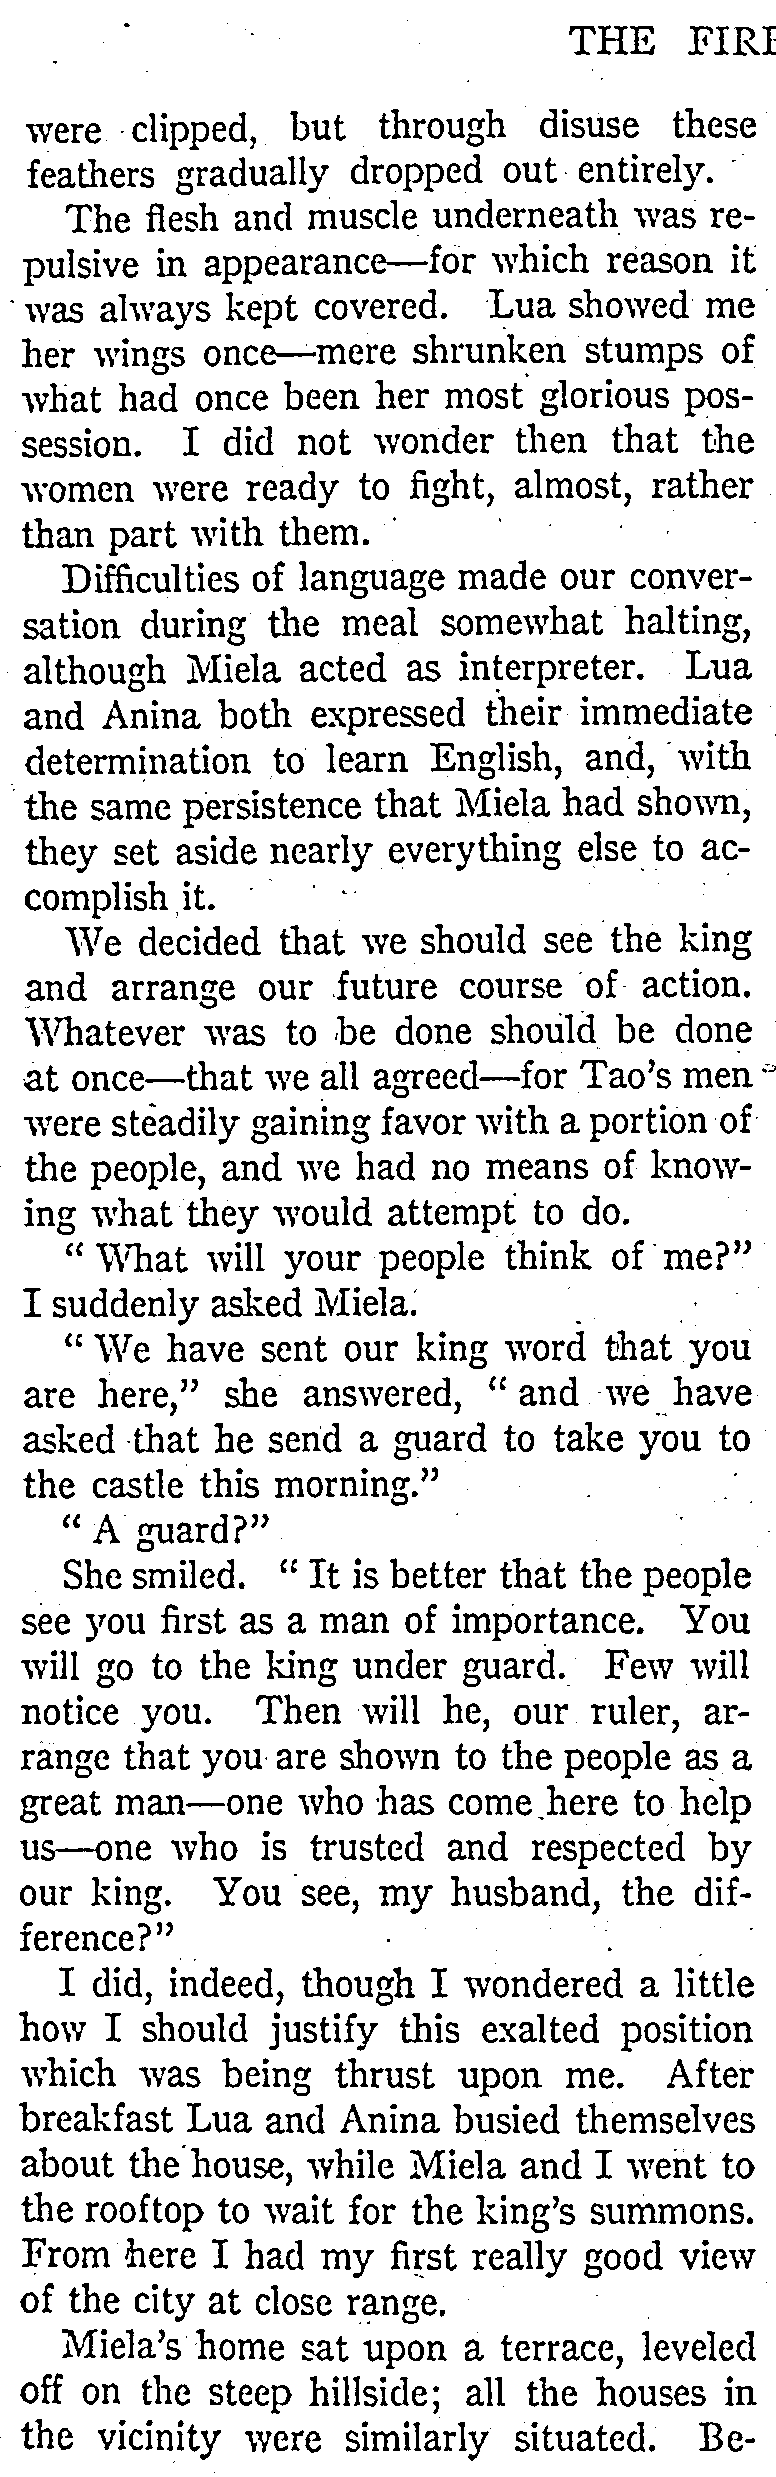 THE FIRE
were clipped, but through disuse these
feathers gradually dropped out entirely.
The flesh and muscle underneath was re-
pulsive in appearance—for which reason it
was always kept covered. Lua showed me
her wings once—mere shrunken stumps of
what had once been her most glorious pos-
session. I did not wonder then that the
women were ready to fight, almost, rather
than part with them.
Difficulties of language made our conver-
sation during the meal somewhat halting,
although Miela acted as interpreter. Lua
and Anina both expressed their immediate
determination to learn English, and, with
the same persistence that Miela had shown,
they set aside nearly everything else to ac-
complish it.
We decided that we should see the king
and arrange our future course of action.
Whatever was to be done should be done
at once—that we all agreed—for Tao's men
were steadily gaining favor with a portion of
the people, and we had no means of know-
ing what they would attempt to do.
" What will your people think of me?"
I suddenly asked Miela.
" We have sent our king word that you
are here," she answered, " and we have
asked that he send a guard to take you to
the castle this morning."
" A guard?"
She smiled. " It is better that the people
see you first as a man of importance. You
will go to the king under guard. Few will
notice you. Then will he, our ruler, ar-
range that you are shown to the people as a
great man—one who has come here to help
us—one who is trusted and respected by
our king. You see, my husband, the dif-
ference?"
I did, indeed, though I wondered a little
how I should justify this exalted position
which was being thrust upon me. After
breakfast Lua and Anina busied themselves
about the house, while Miela and I went to
the rooftop to wait for the king's summons.
From here I had my first really good view
of the city at close range.
Miela's home sat upon a terrace, leveled
off on the steep hillside; all the houses in
the vicinity were similarly situated. Be-